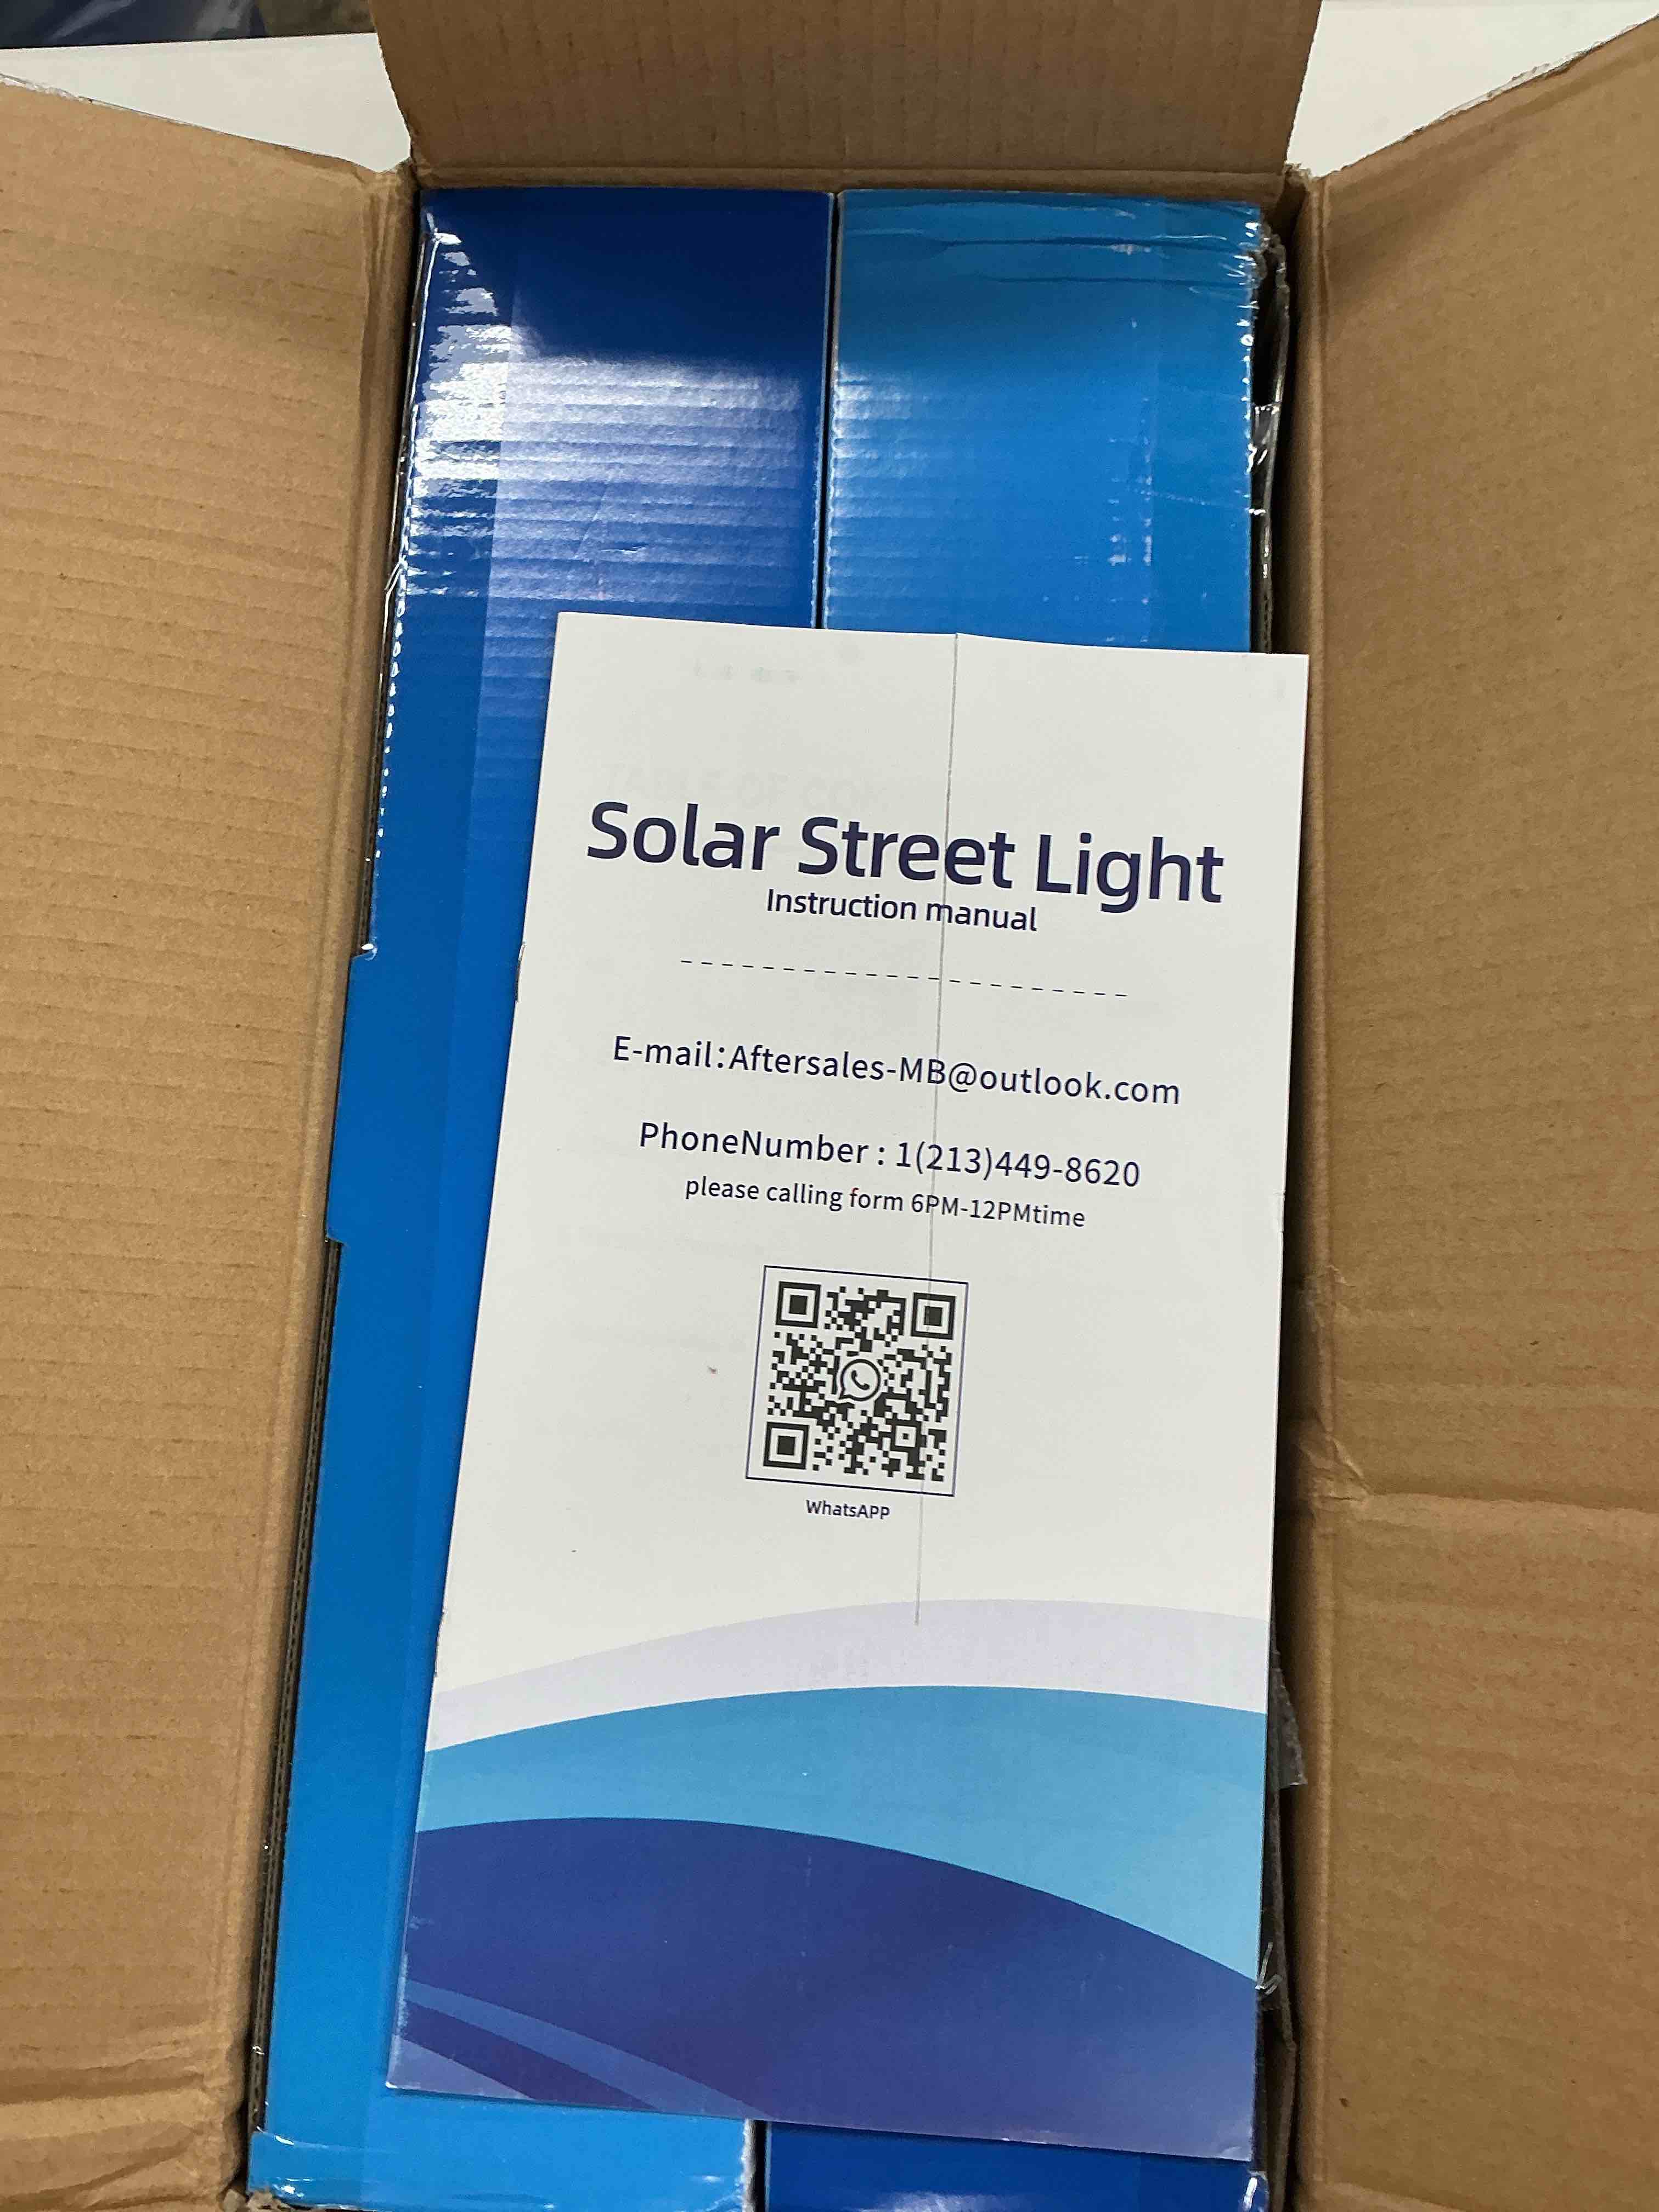 Solar Street Light
Instruction manual
E-mail:Aftersales-MB@outlook.com
PhoneNumber : 1(213)449-8620
please calling form 6PM-12PMtime
WhatsAPP